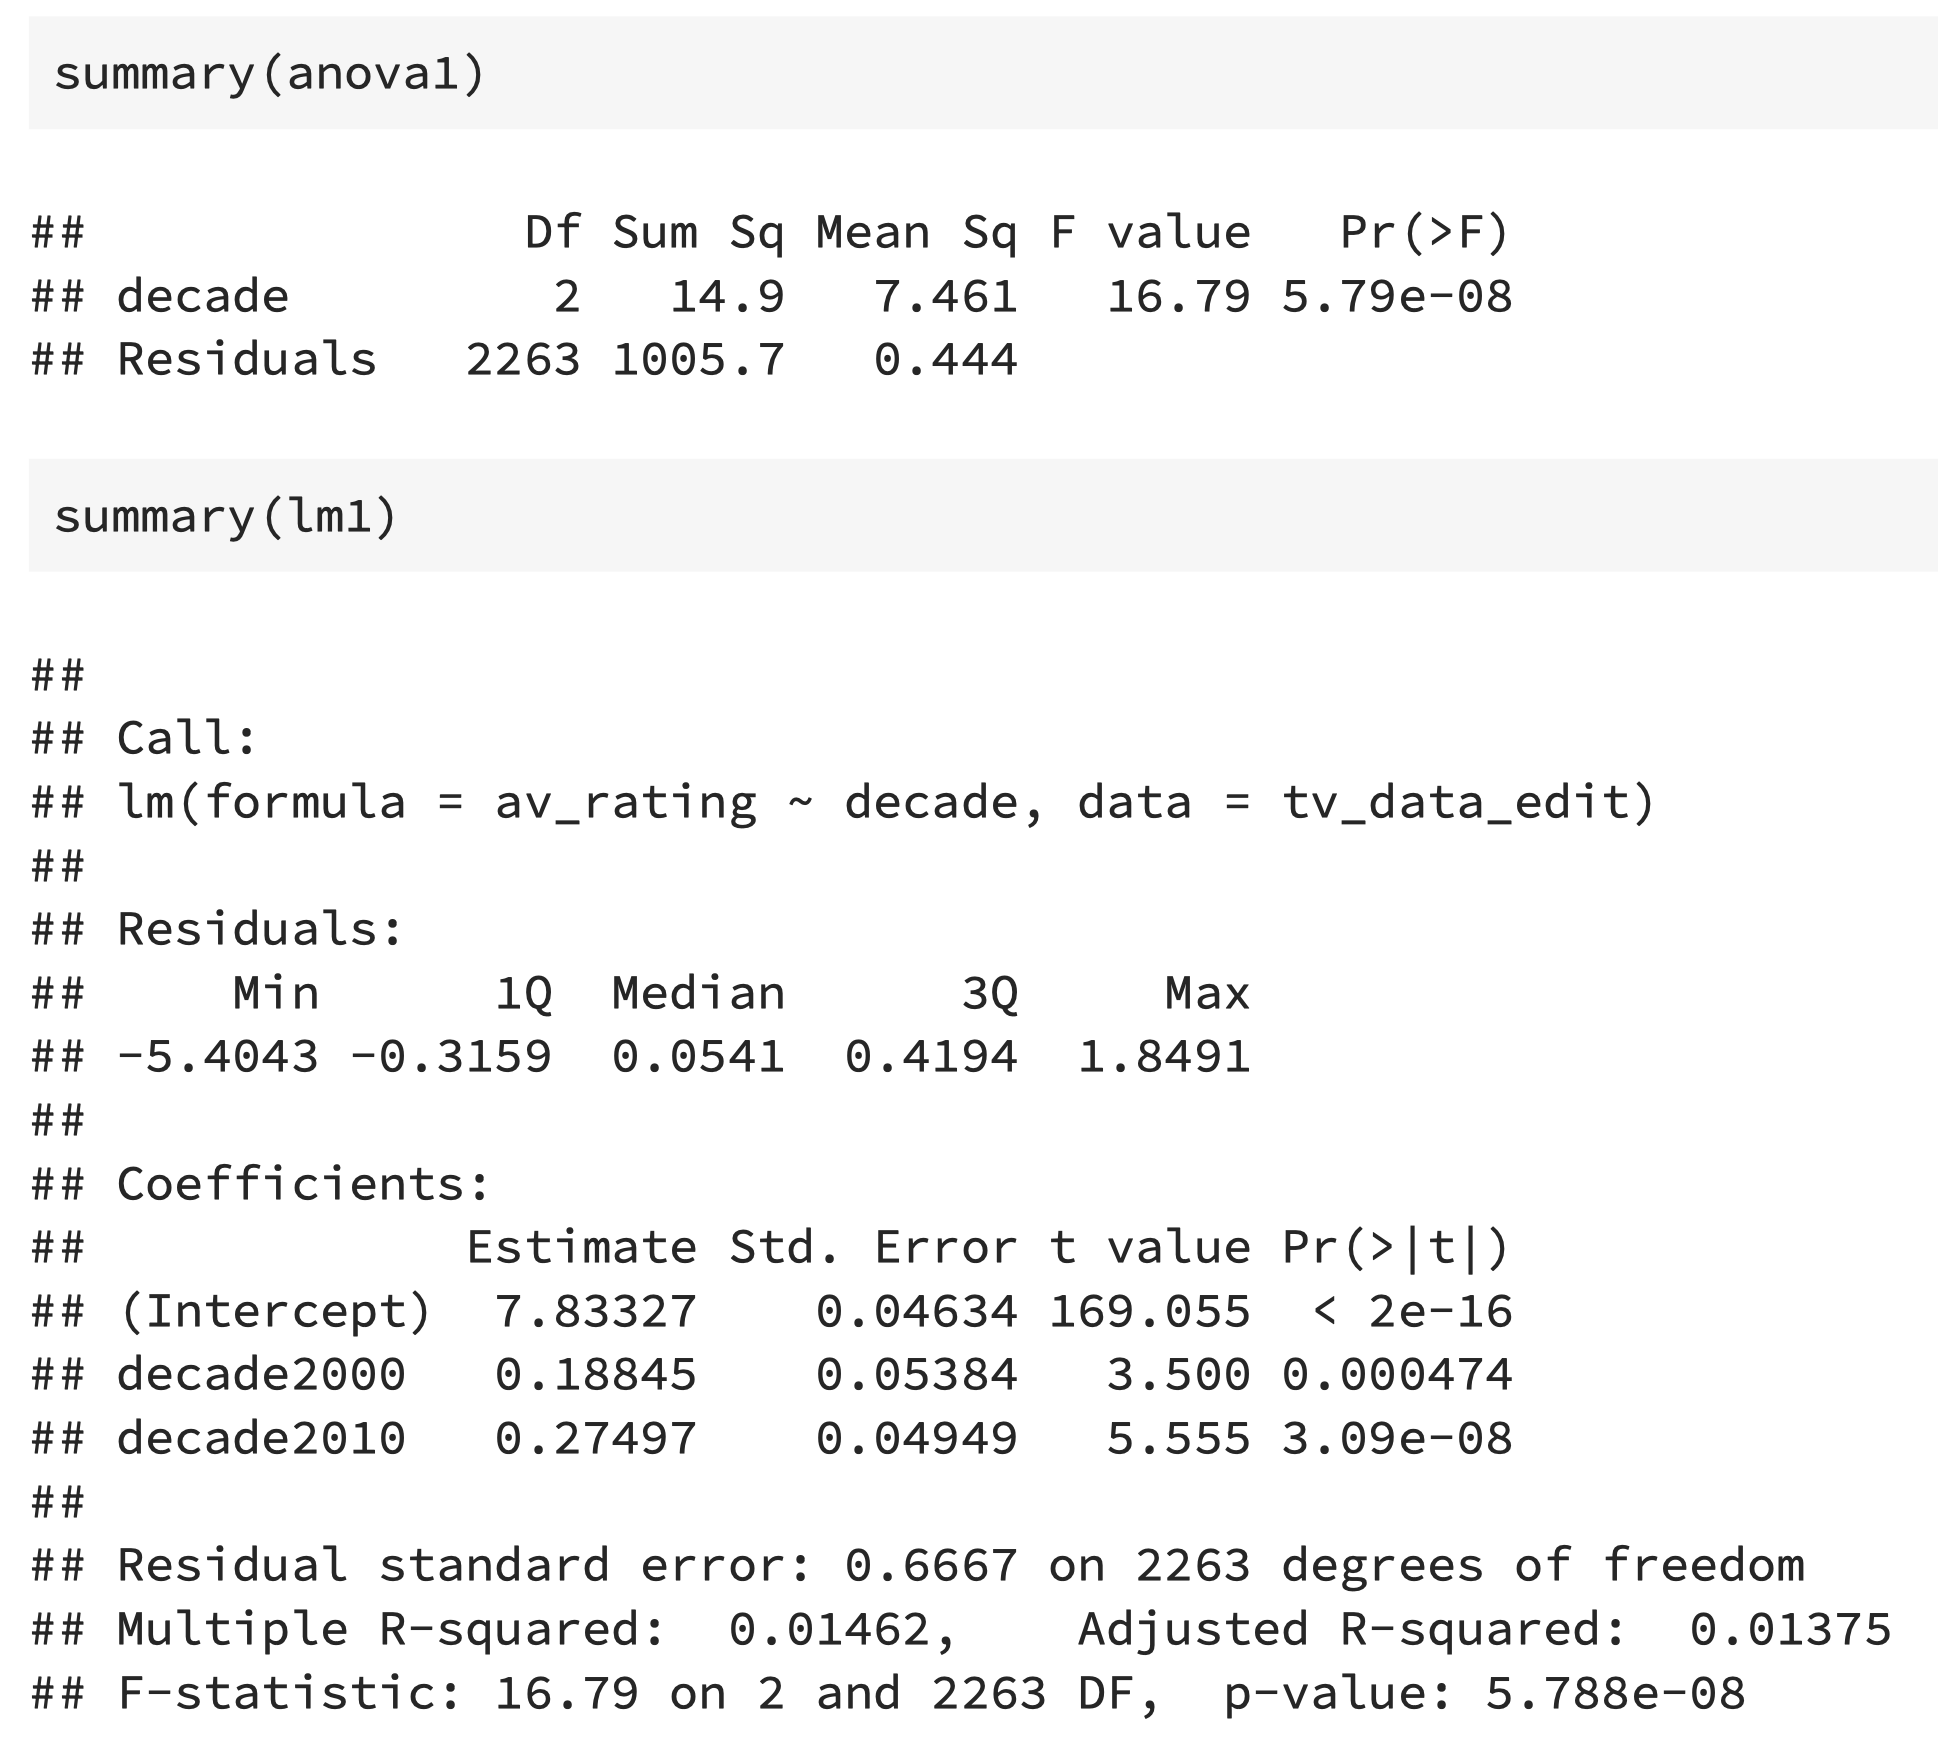 summary(anova1)
##               Df Sum Sq Mean Sq F value   Pr(>F)
## decade         2   14.9   7.461   16.79 5.79e-08
## Residuals   2263 1005.7   0.444
summary(lm1)
##
## Call:
## lm(formula = av_rating ~ decade, data = tv_data_edit)
##
## Residuals:
##     Min      1Q  Median      3Q     Max
## -5.4043 -0.3159  0.0541  0.4194  1.8491
##
## Coefficients:
##             Estimate Std. Error t value Pr(>|t|)
## (Intercept)  7.83327    0.04634 169.055  < 2e-16
## decade2000   0.18845    0.05384   3.500 0.000474
## decade2010   0.27497    0.04949   5.555 3.09e-08
##
## Residual standard error: 0.6667 on 2263 degrees of freedom
## Multiple R-squared:  0.01462,    Adjusted R-squared:  0.01375
## F-statistic: 16.79 on 2 and 2263 DF,  p-value: 5.788e-08